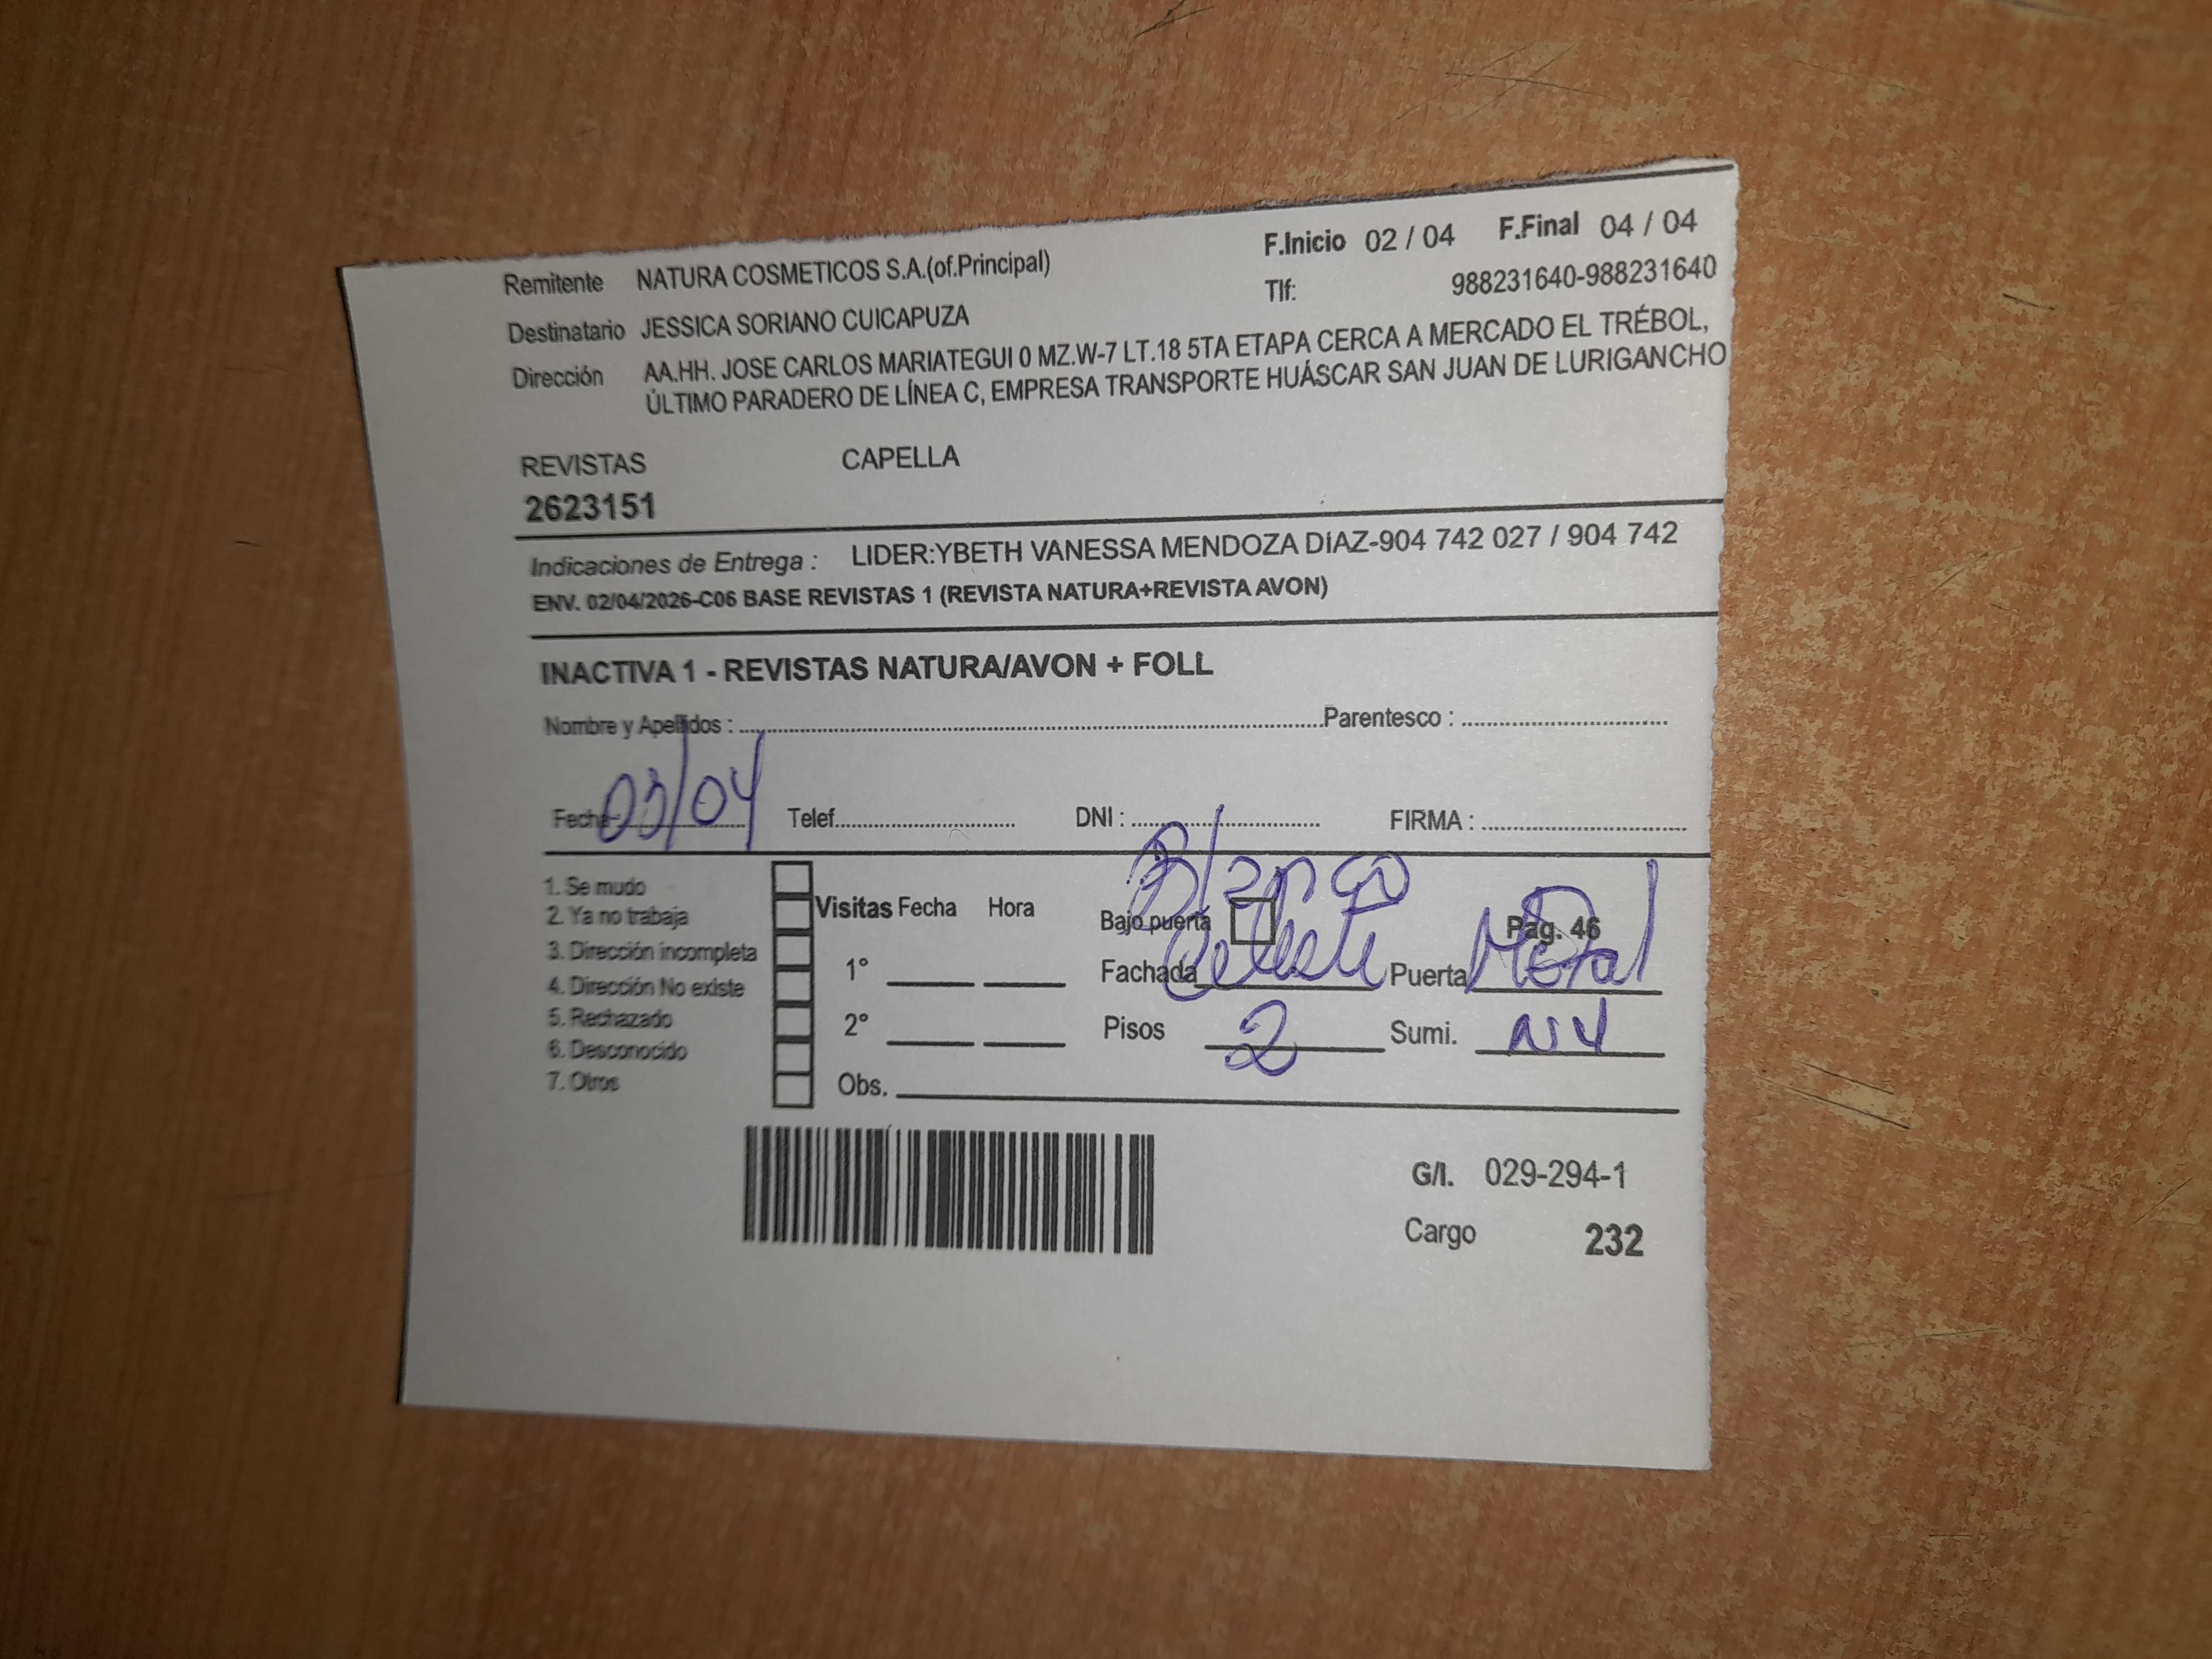 F.Inicio 02 / 04 F.Final 04 / 04
Remitente NATURA COSMETICOS S.A.(of.Principal)
Tlf: 988231640-988231640
Destinatario JESSICA SORIANO CUICAPUZA
Dirección AA.HH. JOSE CARLOS MARIATEGUI 0 MZ.W-7 LT.18 5TA ETAPA CERCA A MERCADO EL TRÉBOL,
ÚLTIMO PARADERO DE LÍNEA C, EMPRESA TRANSPORTE HUÁSCAR SAN JUAN DE LURIGANCHO
REVISTAS CAPELLA
2623151
Indicaciones de Entrega : LIDER:YBETH VANESSA MENDOZA DÍAZ-904 742 027 / 904 742
ENV. 02/04/2026-C06 BASE REVISTAS 1 (REVISTA NATURA+REVISTA AVON)
INACTIVA 1 - REVISTAS NATURA/AVON + FOLL
Nombre y Apellidos : Parentesco :
Fecha 03/04 Telef. DNI : FIRMA :
1. Se mudo
2. Ya no trabaja
3. Dirección incompleta
4. Dirección No existe
5. Rechazado
6. Desconocido
7. Otros
Visitas Fecha Hora
1°
2°
Obs.
Blanco
Bajo puerta Pág. 46
Fachada Celeste Puerta Metal
Pisos 2 Sumi. N4
G/I. 029-294-1
Cargo 232